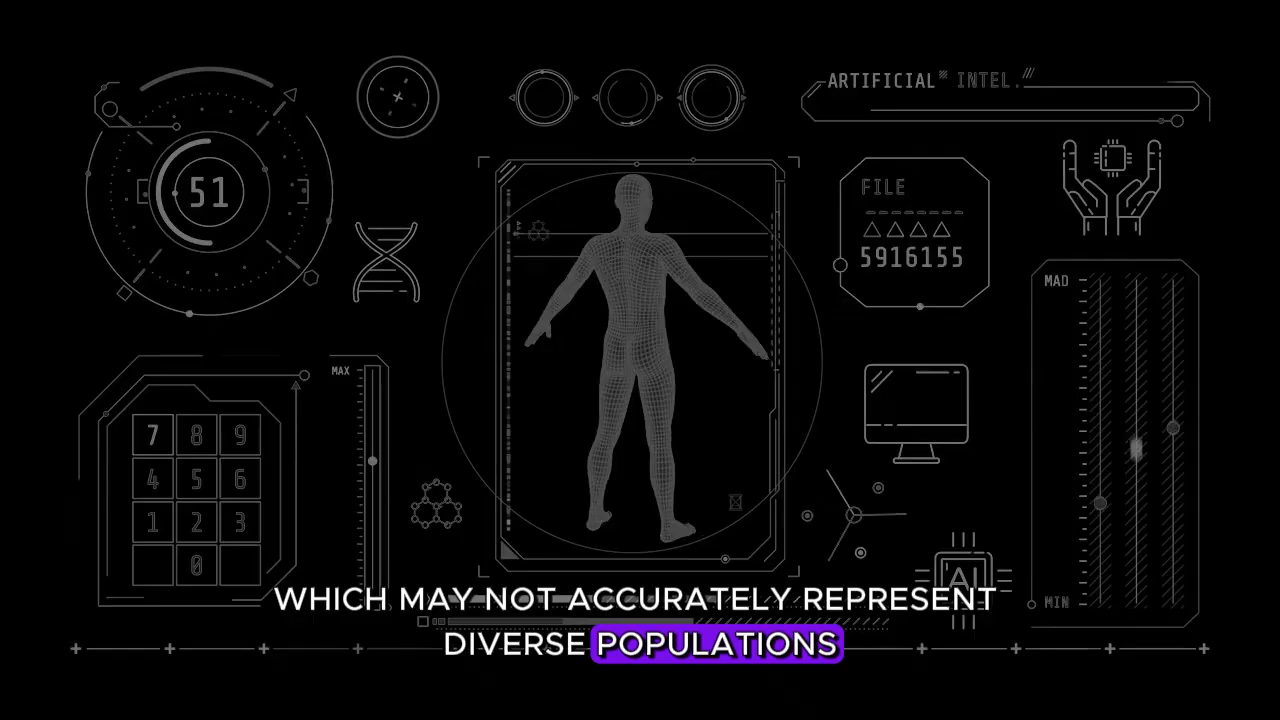 ARTIFICIAL INTEL.
51
FILE
5916155
MAD
MAX
7 8 9
4 5 6
1 2 3
0
AI
MIN
WHICH MAY NOT ACCURATELY REPRESENT
DIVERSE POPULATIONS